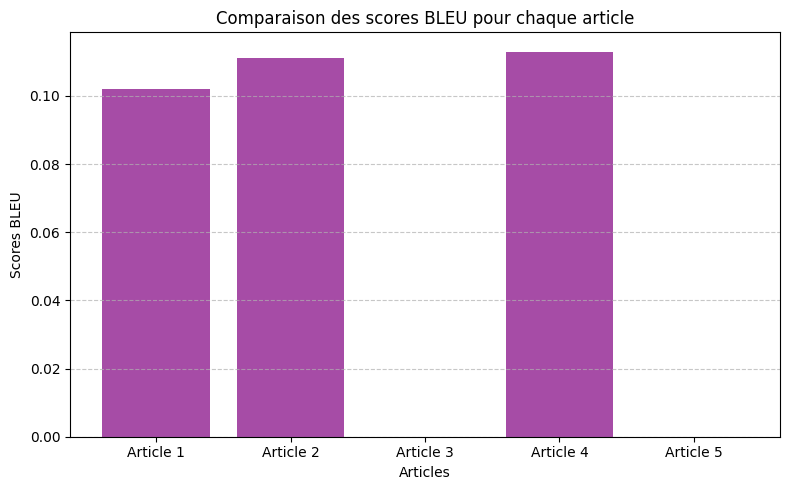 Comparaison des scores BLEU pour chaque article
Scores BLEU
0.10
0.08
0.06
0.04
0.02
0.00
Article 1 Article 2 Article 3 Article 4 Article 5
Articles